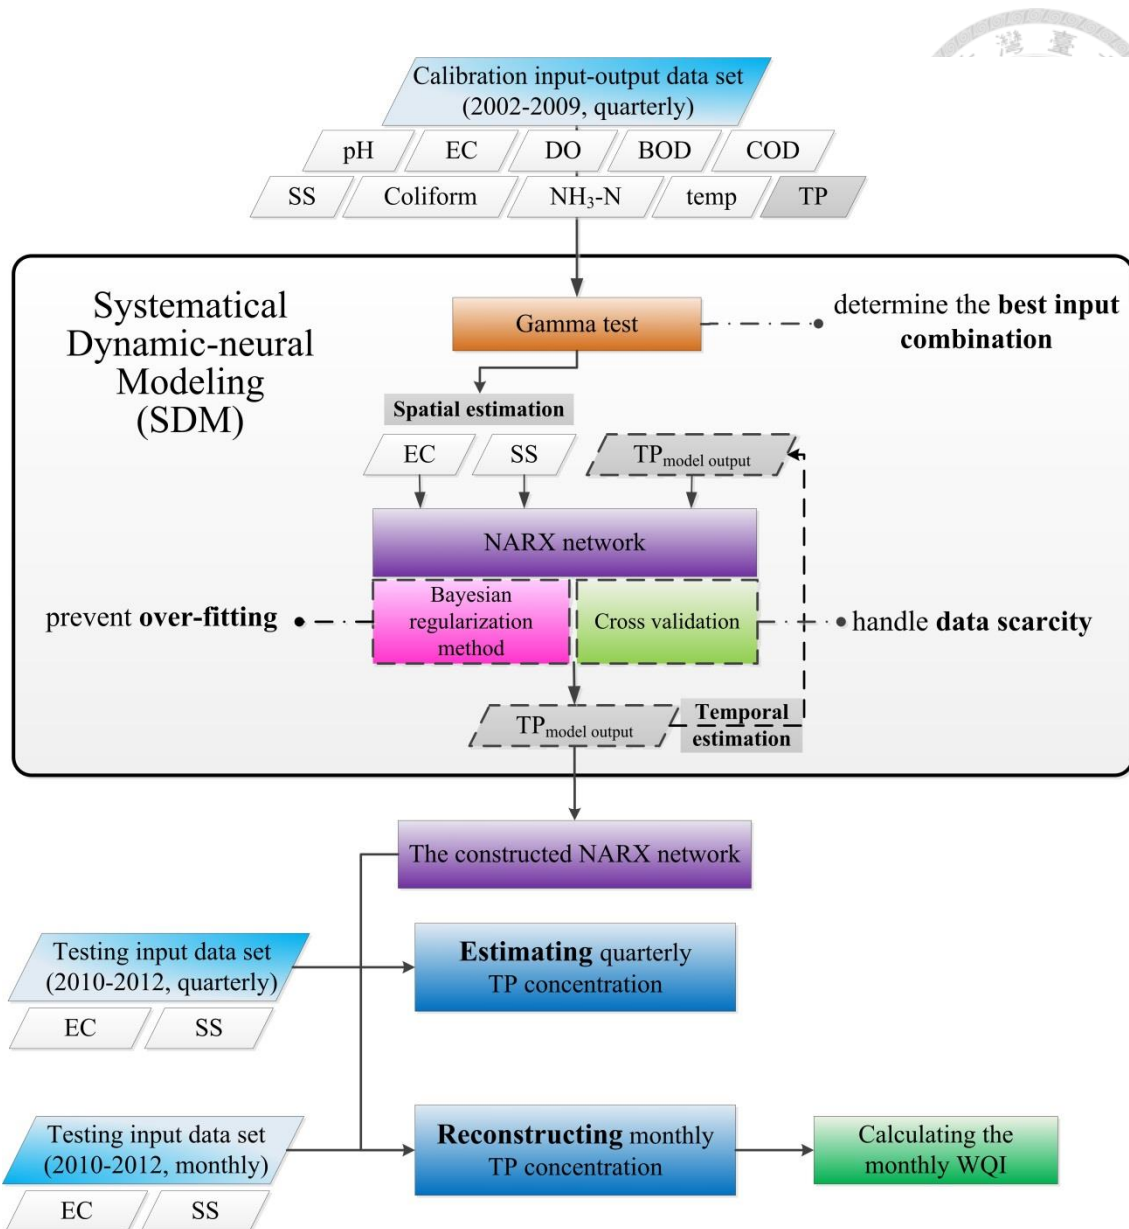 灣 臺
Calibration input-output data set
(2002-2009, quarterly)
pH EC DO BOD COD
SS Coliform NH₃-N temp TP
Systematical
Dynamic-neural
Modeling
(SDM)
Gamma test
determine the best input
combination
Spatial estimation
EC SS TPmodel output
NARX network
prevent over-fitting
Bayesian
regularization
method
Cross validation
handle data scarcity
TPmodel output
Temporal
estimation
The constructed NARX network
Testing input data set
(2010-2012, quarterly)
EC SS
Estimating quarterly
TP concentration
Testing input data set
(2010-2012, monthly)
EC SS
Reconstructing monthly
TP concentration
Calculating the
monthly WQI